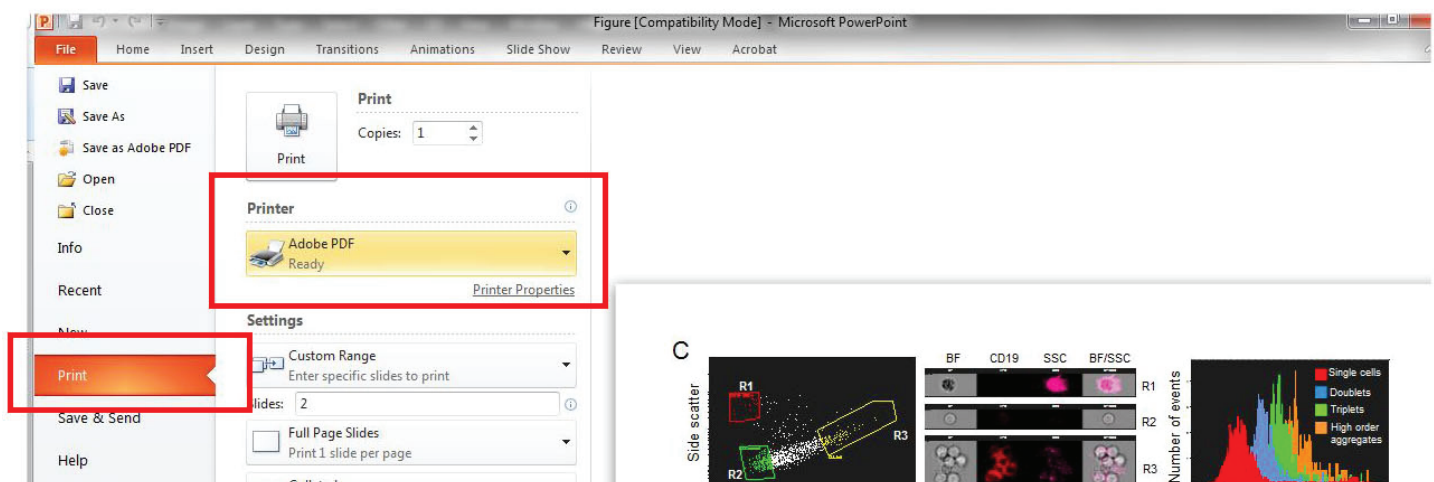 Figure [Compatibility Mode] - Microsoft PowerPoint
File Home Insert Design Transitions Animations Slide Show Review View Acrobat
Save
Save As
Save as Adobe PDF
Open
Close
Info
Recent
New
Print
Save & Send
Help
Print
Copies: 1
Print
Printer
Adobe PDF
Ready
Printer Properties
Settings
Custom Range
Enter specific slides to print
Slides: 2
Full Page Slides
Print 1 slide per page
C
Side scatter
R1
R2
R3
BF CD19 SSC BF/SSC
R1
R2
R3
Number of events
Single cells
Doublets
Triplets
High order
aggregates